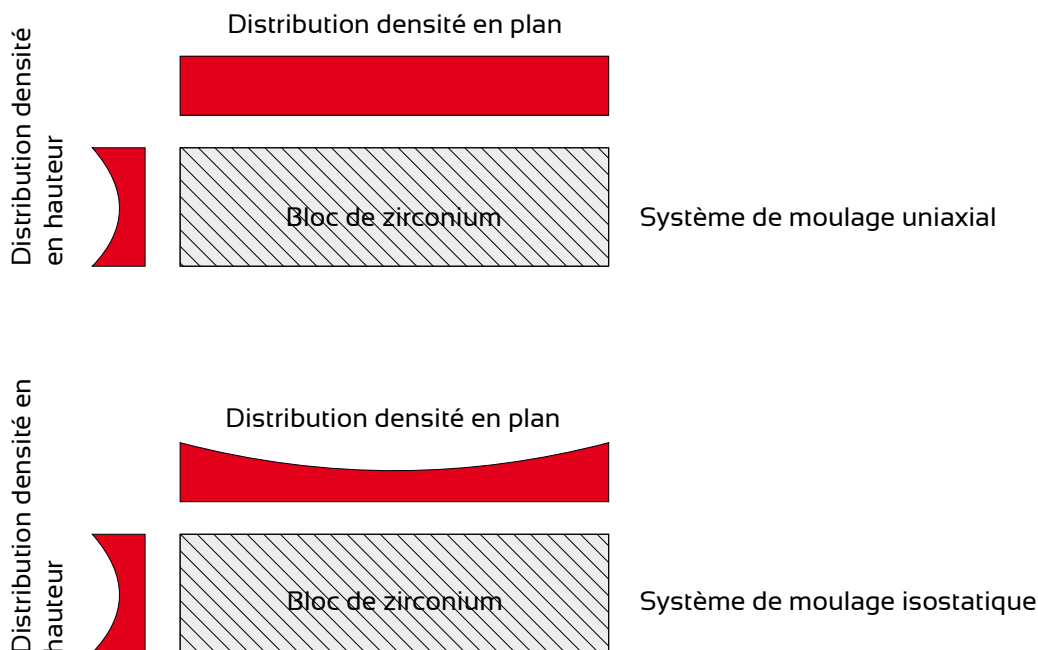 Distribution densité en plan
Distribution densité
en hauteur
Bloc de zirconium
Système de moulage uniaxial
Distribution densité en plan
Distribution densité en
hauteur
Bloc de zirconium
Système de moulage isostatique